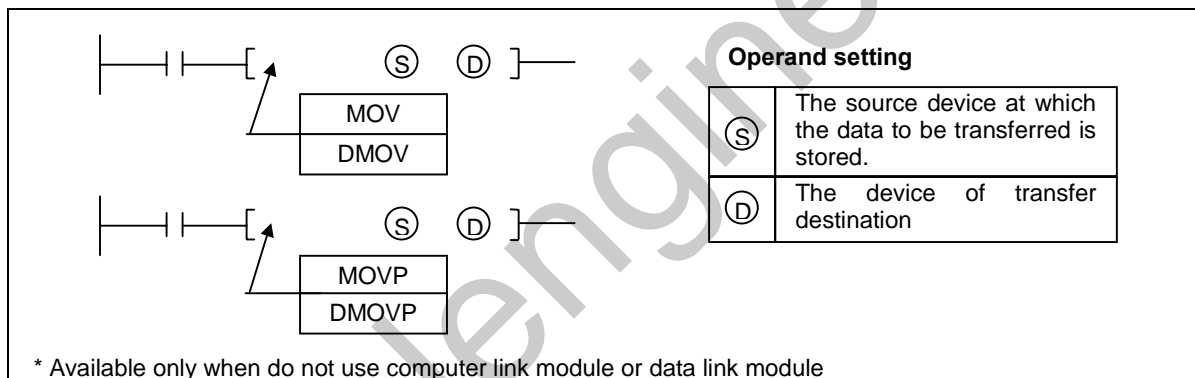 [ S D ]
MOV
DMOV
[ S D ]
MOVP
DMOVP
Operand setting
S The source device at which
the data to be transferred is
stored.
D The device of transfer
destination
* Available only when do not use computer link module or data link module
lengine